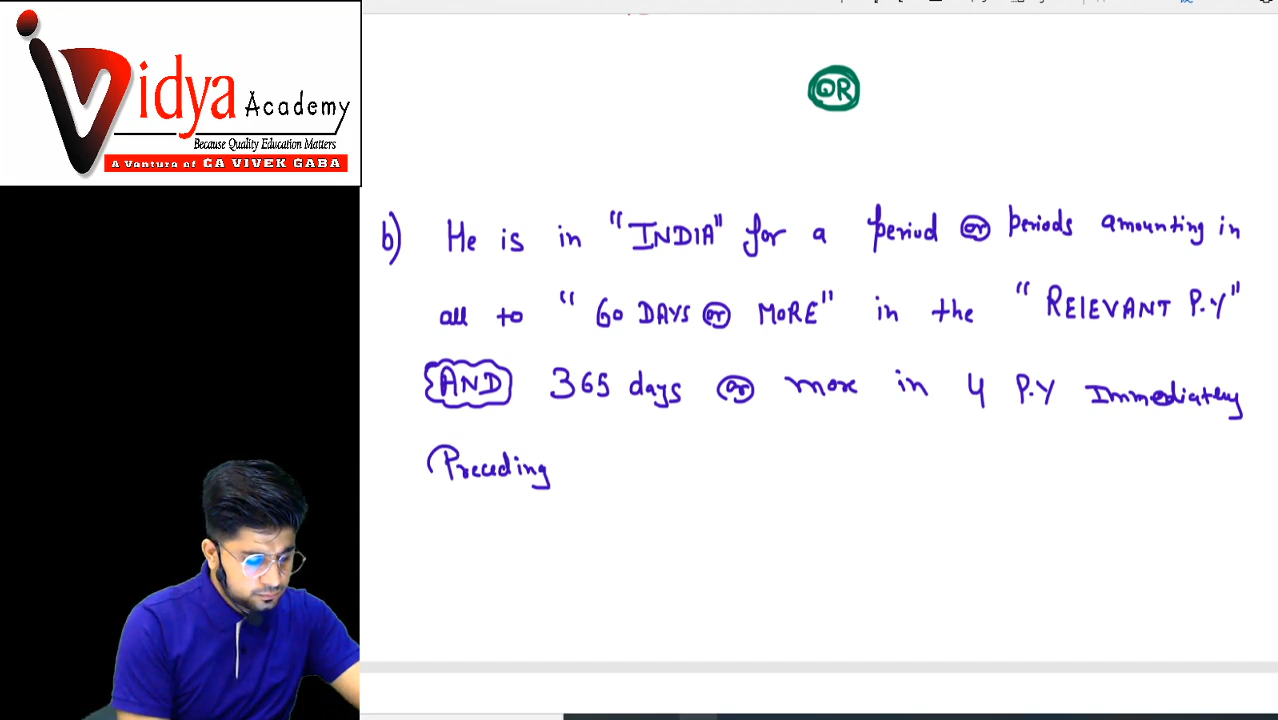 Vidya Academy
Because Quality Education Matters
A Venture of CA VIVEK GABA
OR
b) He is in "INDIA" for a period or periods amounting in
all to "60 DAYS or MORE" in the "RELEVANT P.Y"
AND 365 days or more in 4 P.Y Immediately
Preceding